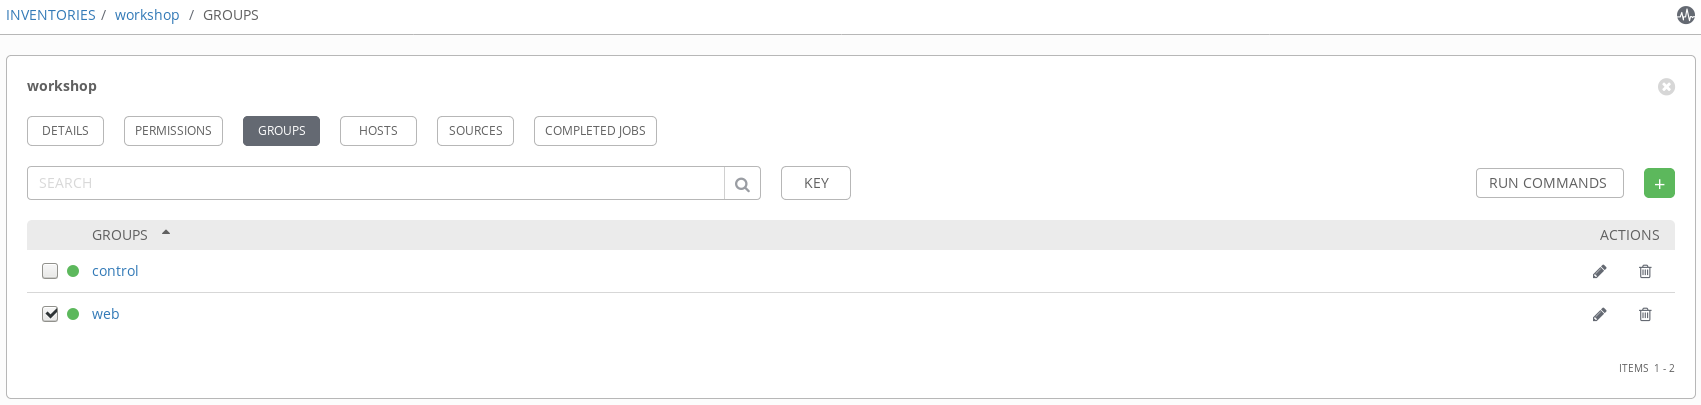 INVENTORIES / workshop / GROUPS
workshop
DETAILS PERMISSIONS GROUPS HOSTS SOURCES COMPLETED JOBS
SEARCH KEY RUN COMMANDS +
GROUPS ACTIONS
control
web
ITEMS 1 - 2